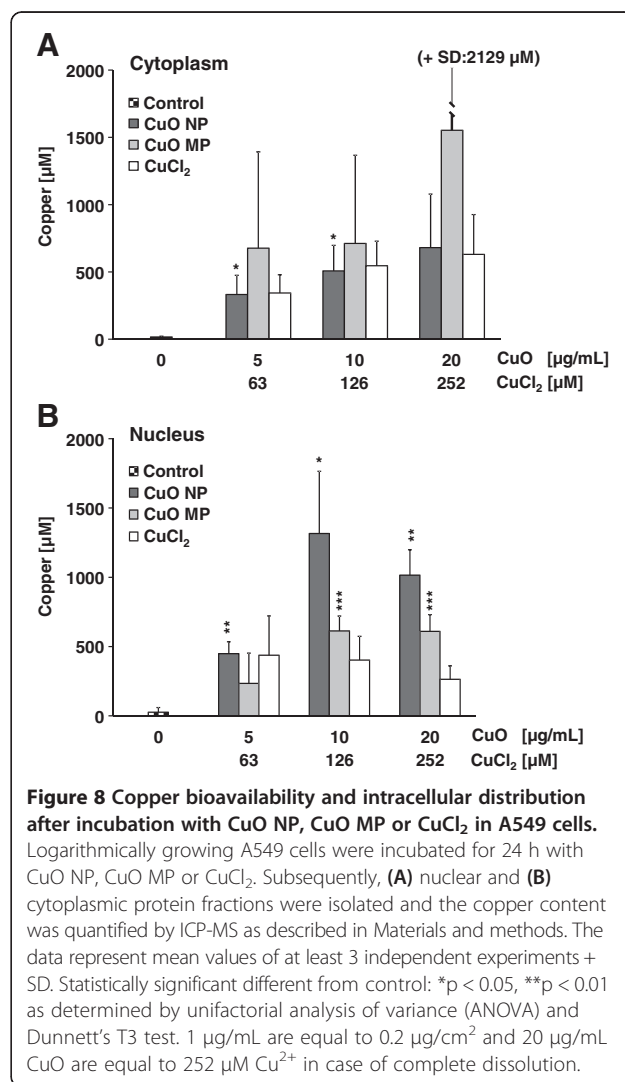 A
Cytoplasm
(+ SD:2129 µM)
Control
CuO NP
CuO MP
CuCl₂
Copper [µM]
2000
1500
1000
500
0
*
*
0 5 10 20 CuO [µg/mL]
63 126 252 CuCl₂ [µM]
B
Nucleus
Control
CuO NP
CuO MP
CuCl₂
Copper [µM]
2000
1500
1000
500
0
**
*
***
**
***
0 5 10 20 CuO [µg/mL]
63 126 252 CuCl₂ [µM]
Figure 8 Copper bioavailability and intracellular distribution
after incubation with CuO NP, CuO MP or CuCl₂ in A549 cells.
Logarithmically growing A549 cells were incubated for 24 h with
CuO NP, CuO MP or CuCl₂. Subsequently, (A) nuclear and (B)
cytoplasmic protein fractions were isolated and the copper content
was quantified by ICP-MS as described in Materials and methods. The
data represent mean values of at least 3 independent experiments +
SD. Statistically significant different from control: *p < 0.05, **p < 0.01
as determined by unifactorial analysis of variance (ANOVA) and
Dunnett's T3 test. 1 µg/mL are equal to 0.2 µg/cm² and 20 µg/mL
CuO are equal to 252 µM Cu²⁺ in case of complete dissolution.